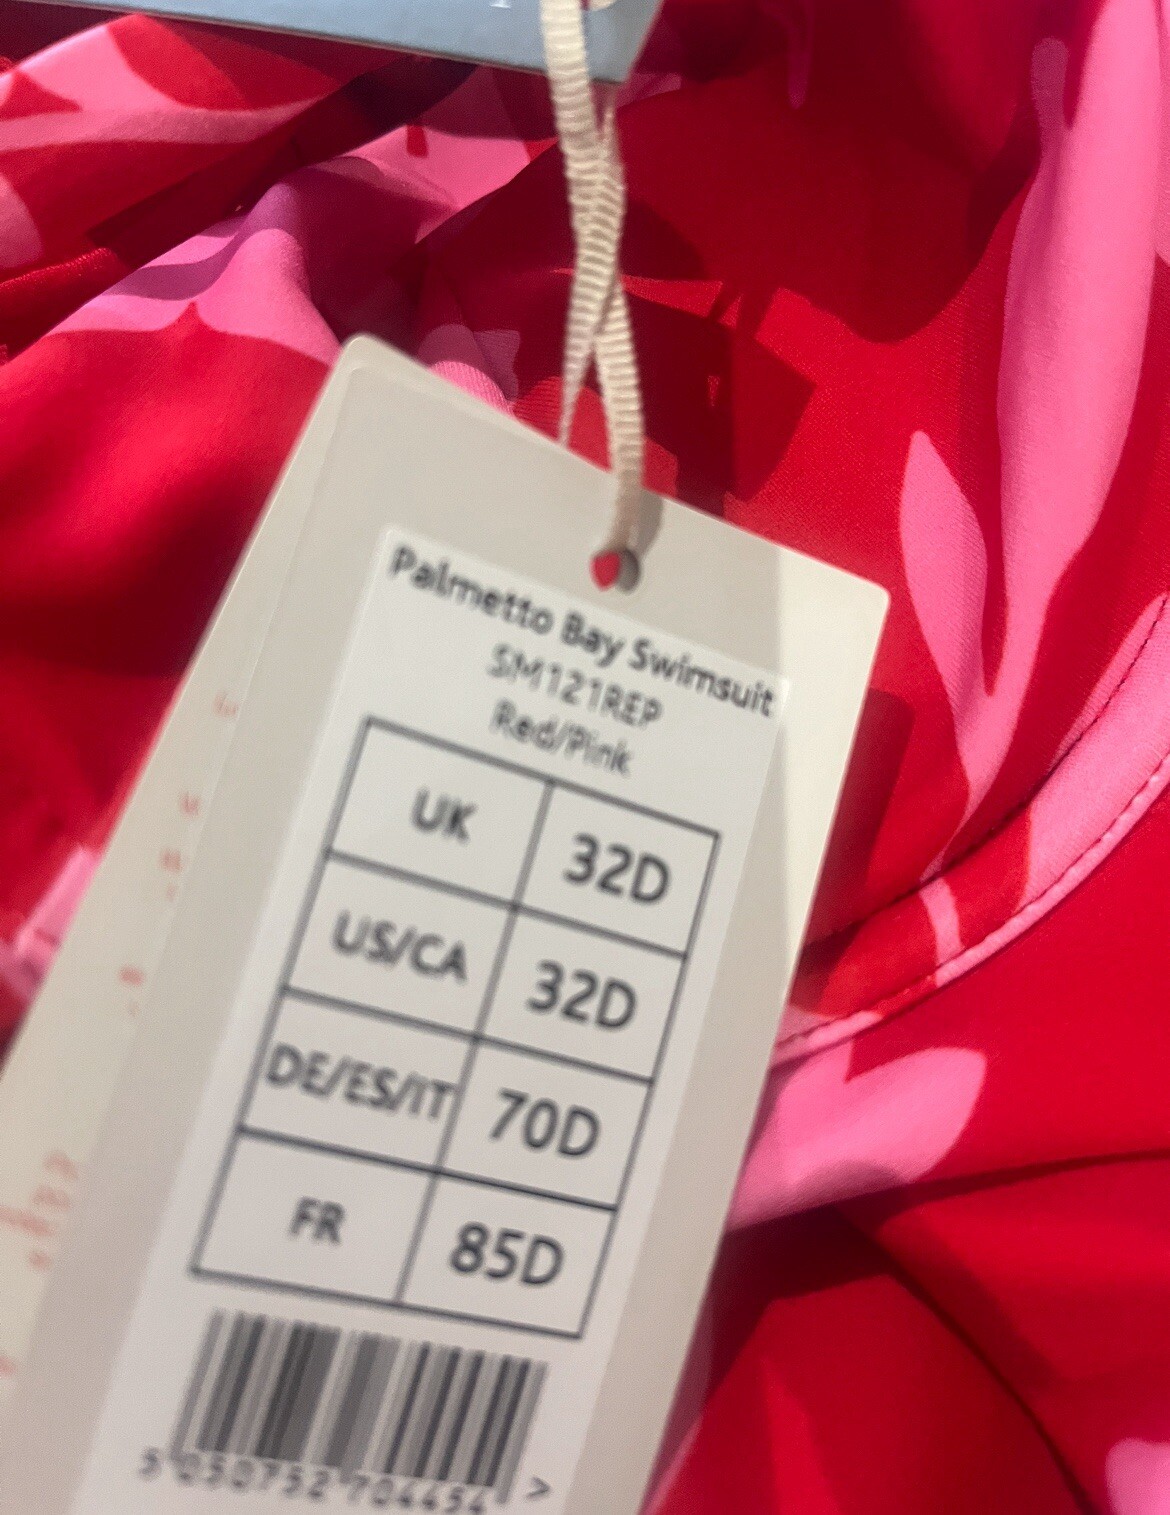 Palmetto Bay Swimsuit
SM121REP
Red/Pink
UK 32D
US/CA 32D
DE/ES/IT 70D
FR 85D
5 050752 704454 >